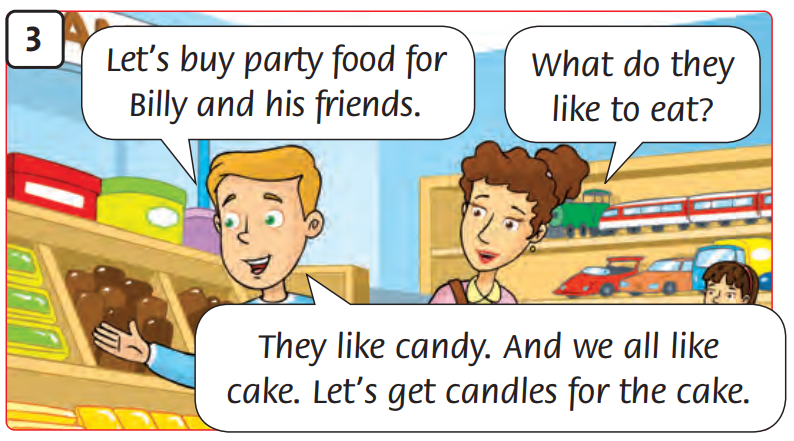 3
Let's buy party food for
Billy and his friends.
What do they
like to eat?
They like candy. And we all like
cake. Let's get candles for the cake.